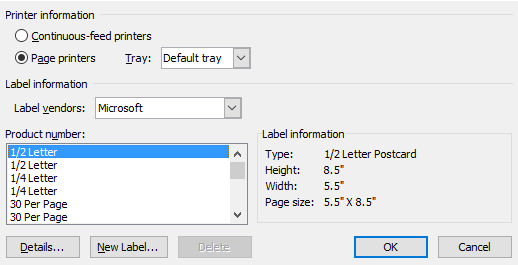 Printer information
Continuous-feed printers
Page printers Tray: Default tray
Label information
Label vendors: Microsoft
Product number:
1/2 Letter
1/2 Letter
1/4 Letter
1/4 Letter
30 Per Page
30 Per Page
Label information
Type: 1/2 Letter Postcard
Height: 8.5"
Width: 5.5"
Page size: 5.5" X 8.5"
Details... New Label... Delete OK Cancel